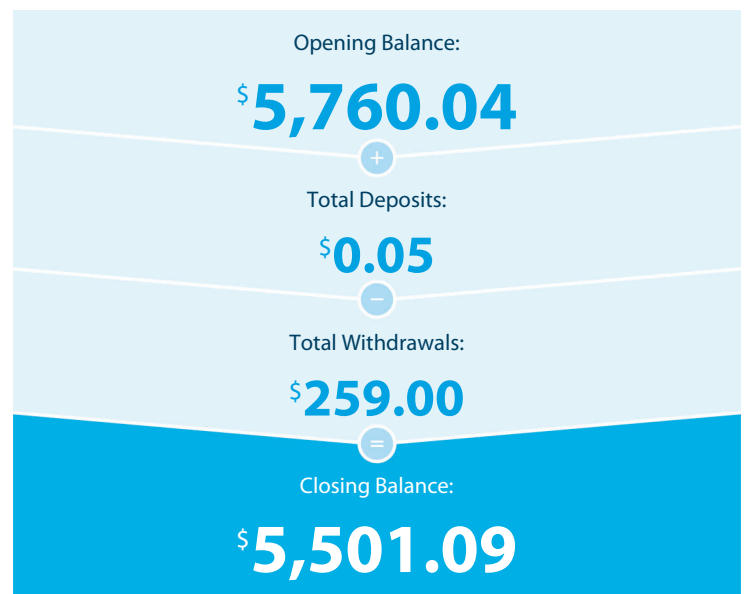 Opening Balance:
$5,760.04
+
Total Deposits:
$0.05
−
Total Withdrawals:
$259.00
=
Closing Balance:
$5,501.09